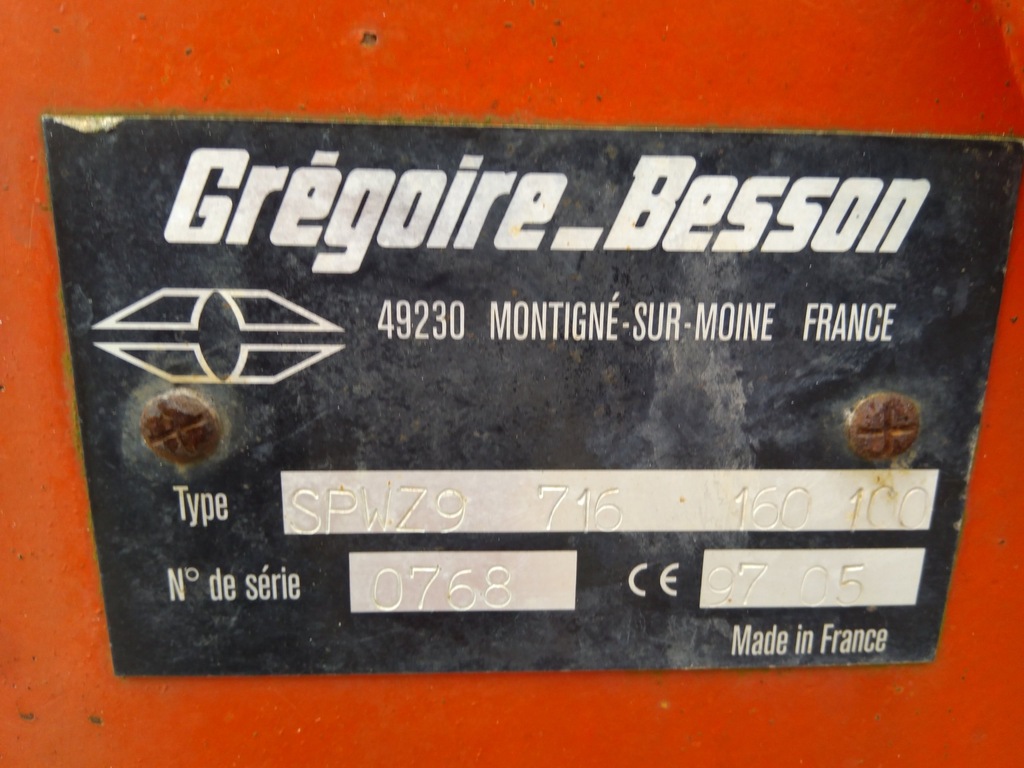 Grégoire_Besson
49230 MONTIGNÉ-SUR-MOINE FRANCE
Type SPWZ9 716 160 100
N° de série 0768 CE 97 05
Made in France